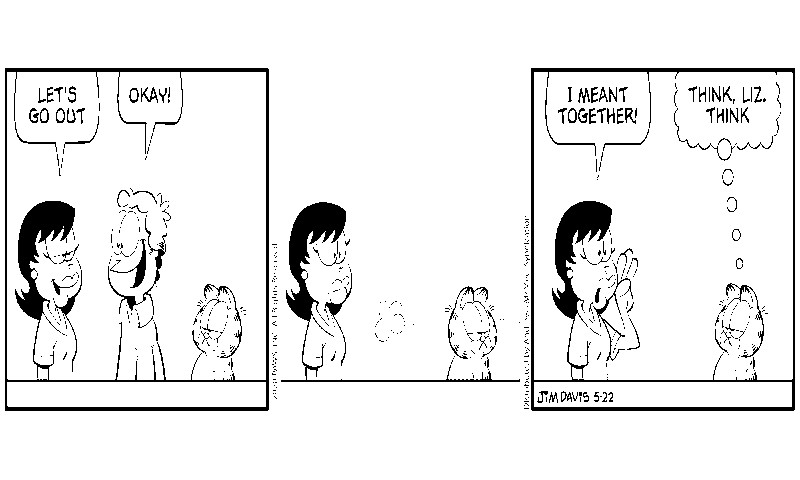 LET'S
GO OUT
OKAY!
I MEANT
TOGETHER!
THINK, LIZ.
THINK
JIM DAVIS 5-22